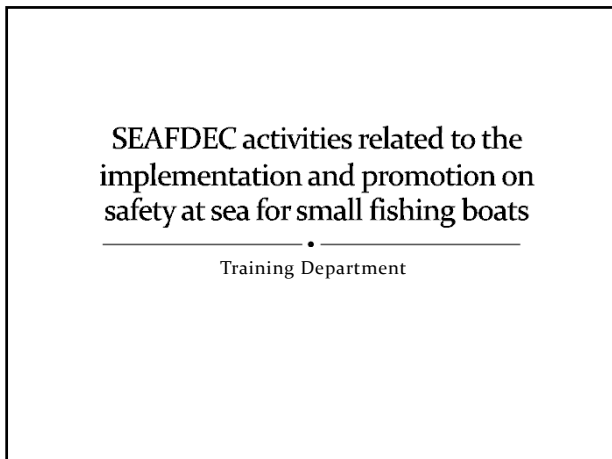 SEAFDEC activities related to the
implementation and promotion on
safety at sea for small fishing boats
Training Department